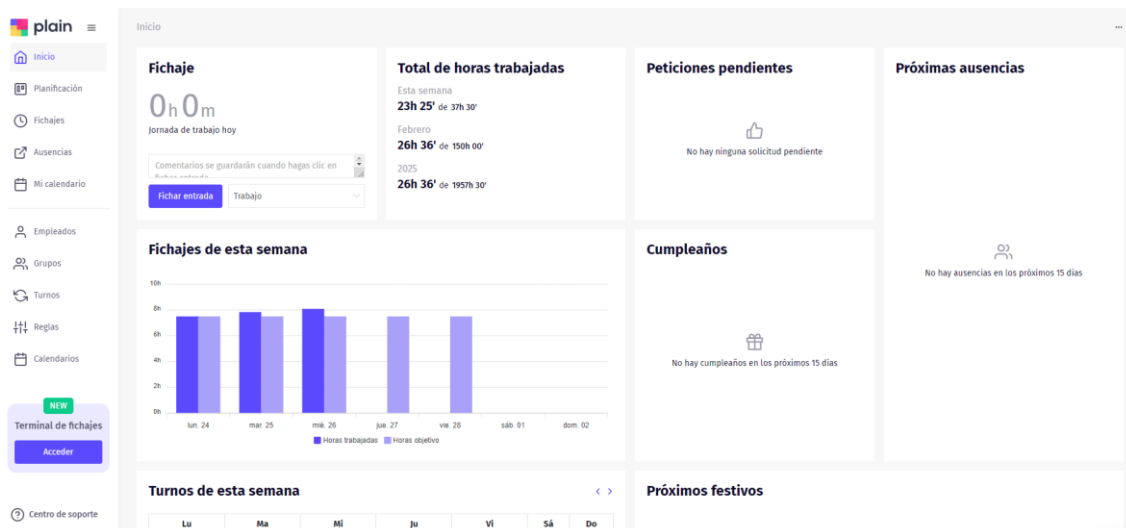 plain
Inicio
Planificación
Fichajes
Ausencias
Mi calendario
Empleados
Grupos
Turnos
Reglas
Calendarios
NEW
Terminal de fichajes
Acceder
Centro de soporte
Inicio
...
Fichaje
0h 0m
Jornada de trabajo hoy
Comentarios se guardarán cuando hagas clic en
Fichar entrada
Trabajo
Total de horas trabajadas
Esta semana
23h 25' de 37h 30'
Febrero
26h 36' de 150h 00'
2025
26h 36' de 1957h 30'
Peticiones pendientes
No hay ninguna solicitud pendiente
Próximas ausencias
No hay ausencias en los próximos 15 días
Fichajes de esta semana
10h
8h
6h
4h
2h
0h
lun. 24 mar. 25 mié. 26 jue. 27 vie. 28 sáb. 01 dom. 02
Horas trabajadas Horas objetivo
Cumpleaños
No hay cumpleaños en los próximos 15 días
Turnos de esta semana
< >
Lu Ma Mi Ju Vi Sá Do
Próximos festivos